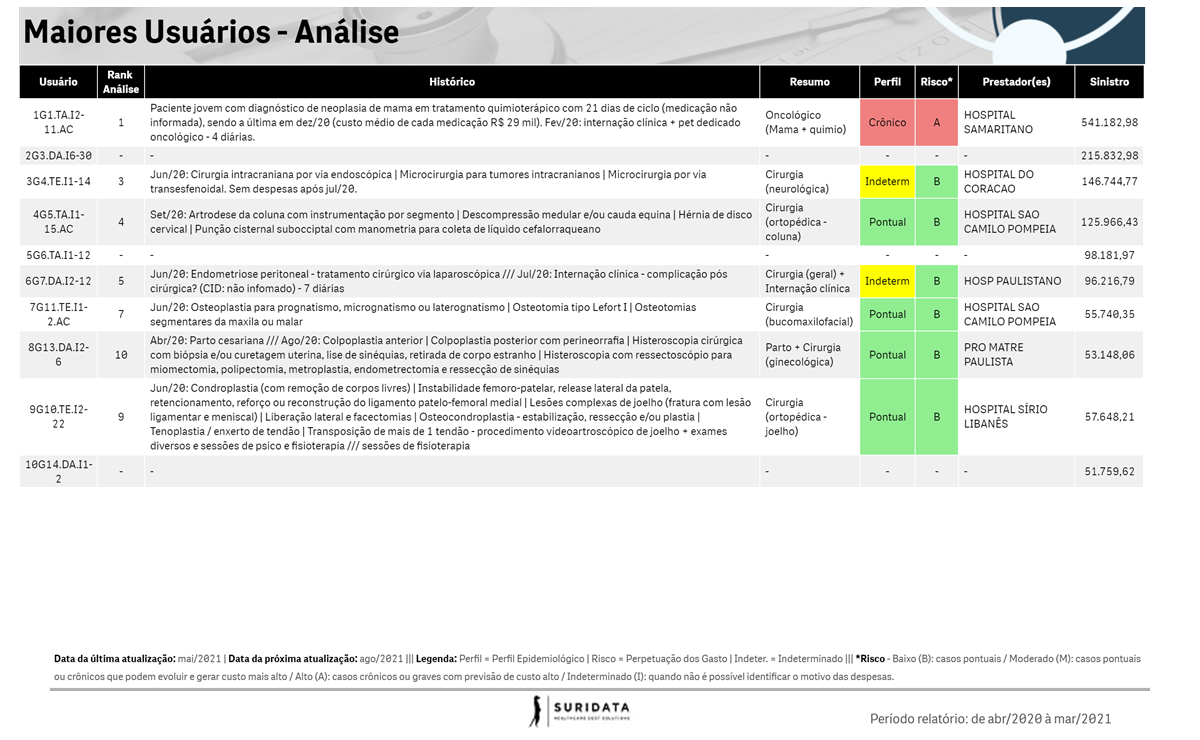 Maiores Usuários - Análise
Usuário
Rank
Análise
Histórico
Resumo
Perfil
Risco*
Prestador(es)
Sinistro
1G1.TA.I2-
11.AC
1
Paciente jovem com diagnóstico de neoplasia de mama em tratamento quimioterápico com 21 dias de ciclo (medicação não
informada), sendo a última em dez/20 (custo médio de cada medicação R$ 29 mil). Fev/20: internação clínica + pet dedicado
oncológico - 4 diárias.
Oncológico
(Mama + quimio)
Crônico
A
HOSPITAL
SAMARITANO
541.182,98
2G3.DA.I6-30
-
-
-
-
-
-
215.832,98
3G4.TE.I1-14
3
Jun/20: Cirurgia intracraniana por via endoscópica | Microcirurgia para tumores intracranianos | Microcirurgia por via
transesfenoidal. Sem despesas após jul/20.
Cirurgia
(neurológica)
Indeterm
B
HOSPITAL DO
CORACAO
146.744,77
4G5.TA.I1-
15.AC
4
Set/20: Artrodese da coluna com instrumentação por segmento | Descompressão medular e/ou cauda equina | Hérnia de disco
cervical | Punção cisternal subocciptal com manometria para coleta de líquido cefalorraqueano
Cirurgia
(ortopédica -
coluna)
Pontual
B
HOSPITAL SAO
CAMILO POMPEIA
125.966,43
5G6.TA.I1-12
-
-
-
-
-
-
98.181,97
6G7.DA.I2-12
5
Jun/20: Endometriose peritoneal - tratamento cirúrgico via laparoscópica /// Jul/20: Internação clínica - complicação pós
cirúrgica? (CID: não infomado) - 7 diárias
Cirurgia (geral) +
Internação clínica
Indeterm
B
HOSP PAULISTANO
96.216,79
7G11.TE.I1-
2.AC
7
Jun/20: Osteoplastia para prognatismo, micrognatismo ou laterognatismo | Osteotomia tipo Lefort I | Osteotomias
segmentares da maxila ou malar
Cirurgia
(bucomaxilofacial)
Pontual
B
HOSPITAL SAO
CAMILO POMPEIA
55.740,35
8G13.DA.I2-
6
10
Abr/20: Parto cesariana /// Ago/20: Colpoplastia anterior | Colpoplastia posterior com perineorrafia | Histeroscopia cirúrgica
com biópsia e/ou curetagem uterina, lise de sinéquias, retirada de corpo estranho | Histeroscopia com ressectoscópio para
miomectomia, polipectomia, metroplastia, endometrectomia e ressecção de sinéquias
Parto + Cirurgia
(ginecológica)
Pontual
B
PRO MATRE
PAULISTA
53.148,06
9G10.TE.I2-
22
9
Jun/20: Condroplastia (com remoção de corpos livres) | Instabilidade femoro-patelar, release lateral da patela,
retencionamento, reforço ou reconstrução do ligamento patelo-femoral medial | Lesões complexas de joelho (fratura com lesão
ligamentar e meniscal) | Liberação lateral e facectomias | Osteocondroplastia - estabilização, ressecção e/ou plastia |
Tenoplastia / enxerto de tendão | Transposição de mais de 1 tendão - procedimento videoartroscópico de joelho + exames
diversos e sessões de psico e fisioterapia /// sessões de fisioterapia
Cirurgia
(ortopédica -
joelho)
Pontual
B
HOSPITAL SÍRIO
LIBANÊS
57.648,21
10G14.DA.I1-
2
-
-
-
-
-
-
51.759,62
Data da última atualização: mai/2021 | Data da próxima atualização: ago/2021 ||| Legenda: Perfil = Perfil Epidemiológico | Risco = Perpetuação dos Gasto | Indeter. = Indeterminado ||| *Risco - Baixo (B): casos pontuais / Moderado (M): casos pontuais
ou crônicos que podem evoluir e gerar custo mais alto / Alto (A): casos crônicos ou graves com previsão de custo alto / Indeterminado (I): quando não é possível identificar o motivo das despesas.
SURIDATA
HEALTHCARE COST SOLUTIONS
Período relatório: de abr/2020 à mar/2021